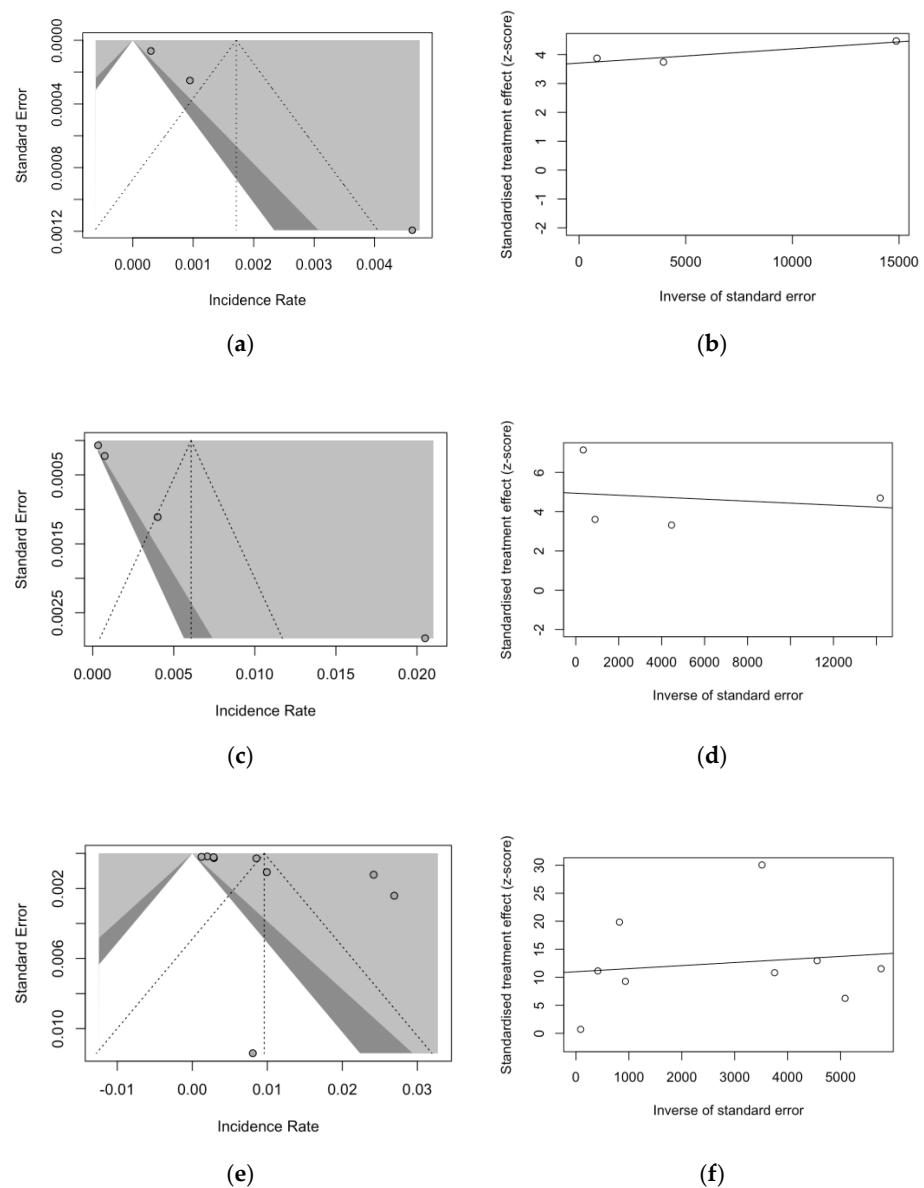 0.0000
0.0004
0.0008
0.0012
Standard Error
0.000 0.001 0.002 0.003 0.004
Incidence Rate
(a)
4
3
2
1
0
-1
-2
Standardised treatment effect (z-score)
0 5000 10000 15000
Inverse of standard error
(b)
0.0005
0.0015
0.0025
Standard Error
0.000 0.005 0.010 0.015 0.020
Incidence Rate
(c)
6
4
2
0
-2
Standardised treatment effect (z-score)
0 2000 4000 6000 8000 12000
Inverse of standard error
(d)
0.002
0.006
0.010
Standard Error
-0.01 0.00 0.01 0.02 0.03
Incidence Rate
(e)
30
25
20
15
10
5
0
Standardised treatment effect (z-score)
0 1000 2000 3000 4000 5000
Inverse of standard error
(f)